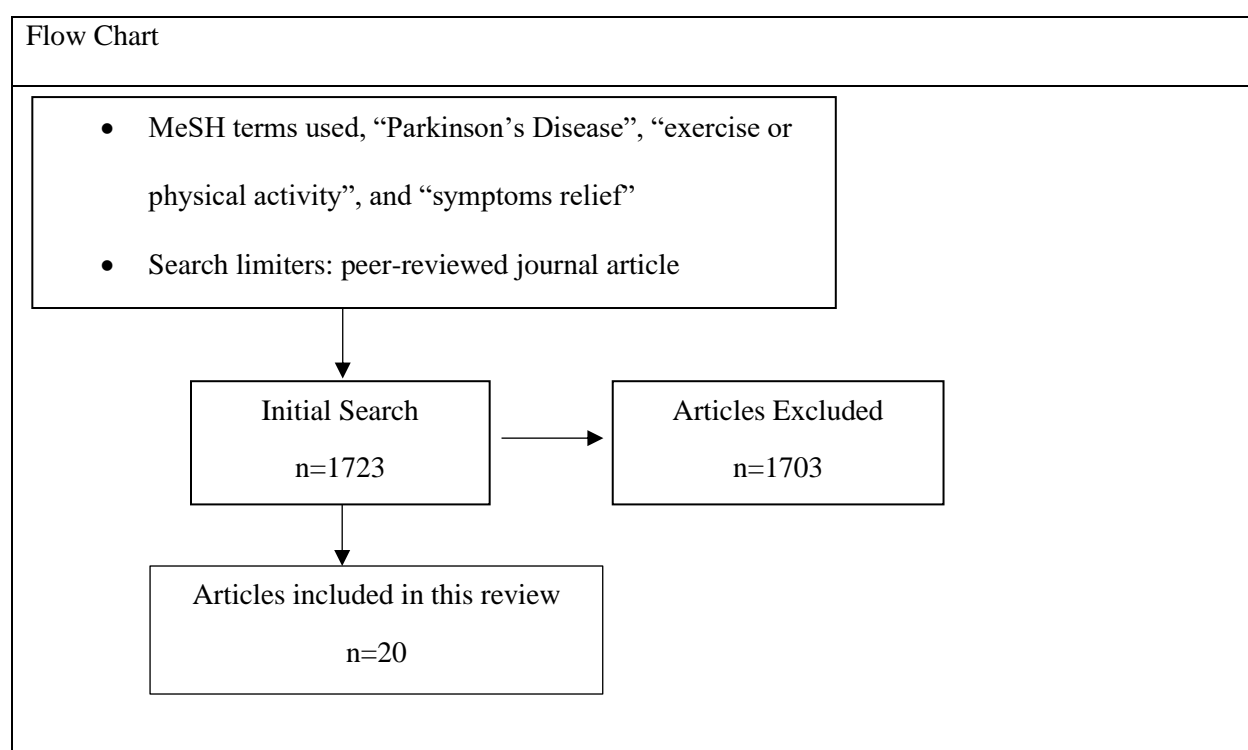 Flow Chart
• MeSH terms used, “Parkinson’s Disease”, “exercise or
physical activity”, and “symptoms relief”
• Search limiters: peer-reviewed journal article
Initial Search
n=1723
Articles Excluded
n=1703
Articles included in this review
n=20